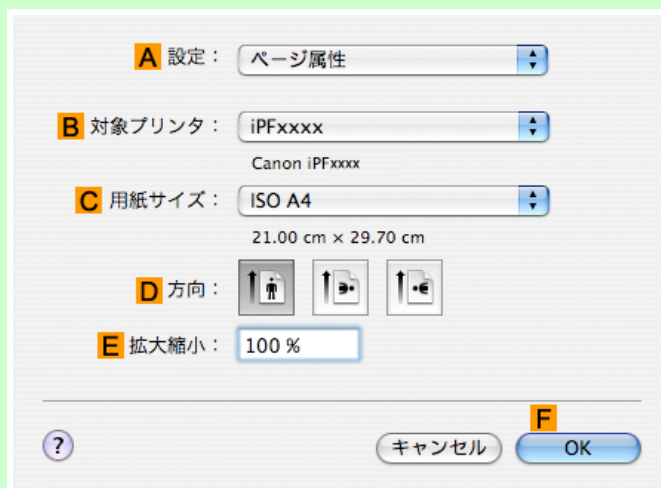 A 設定： ページ属性
B 対象プリンタ： iPFxxxx
Canon iPFxxxx
C 用紙サイズ： ISO A4
21.00 cm × 29.70 cm
D 方向：
E 拡大縮小： 100 %
F
? キャンセル OK